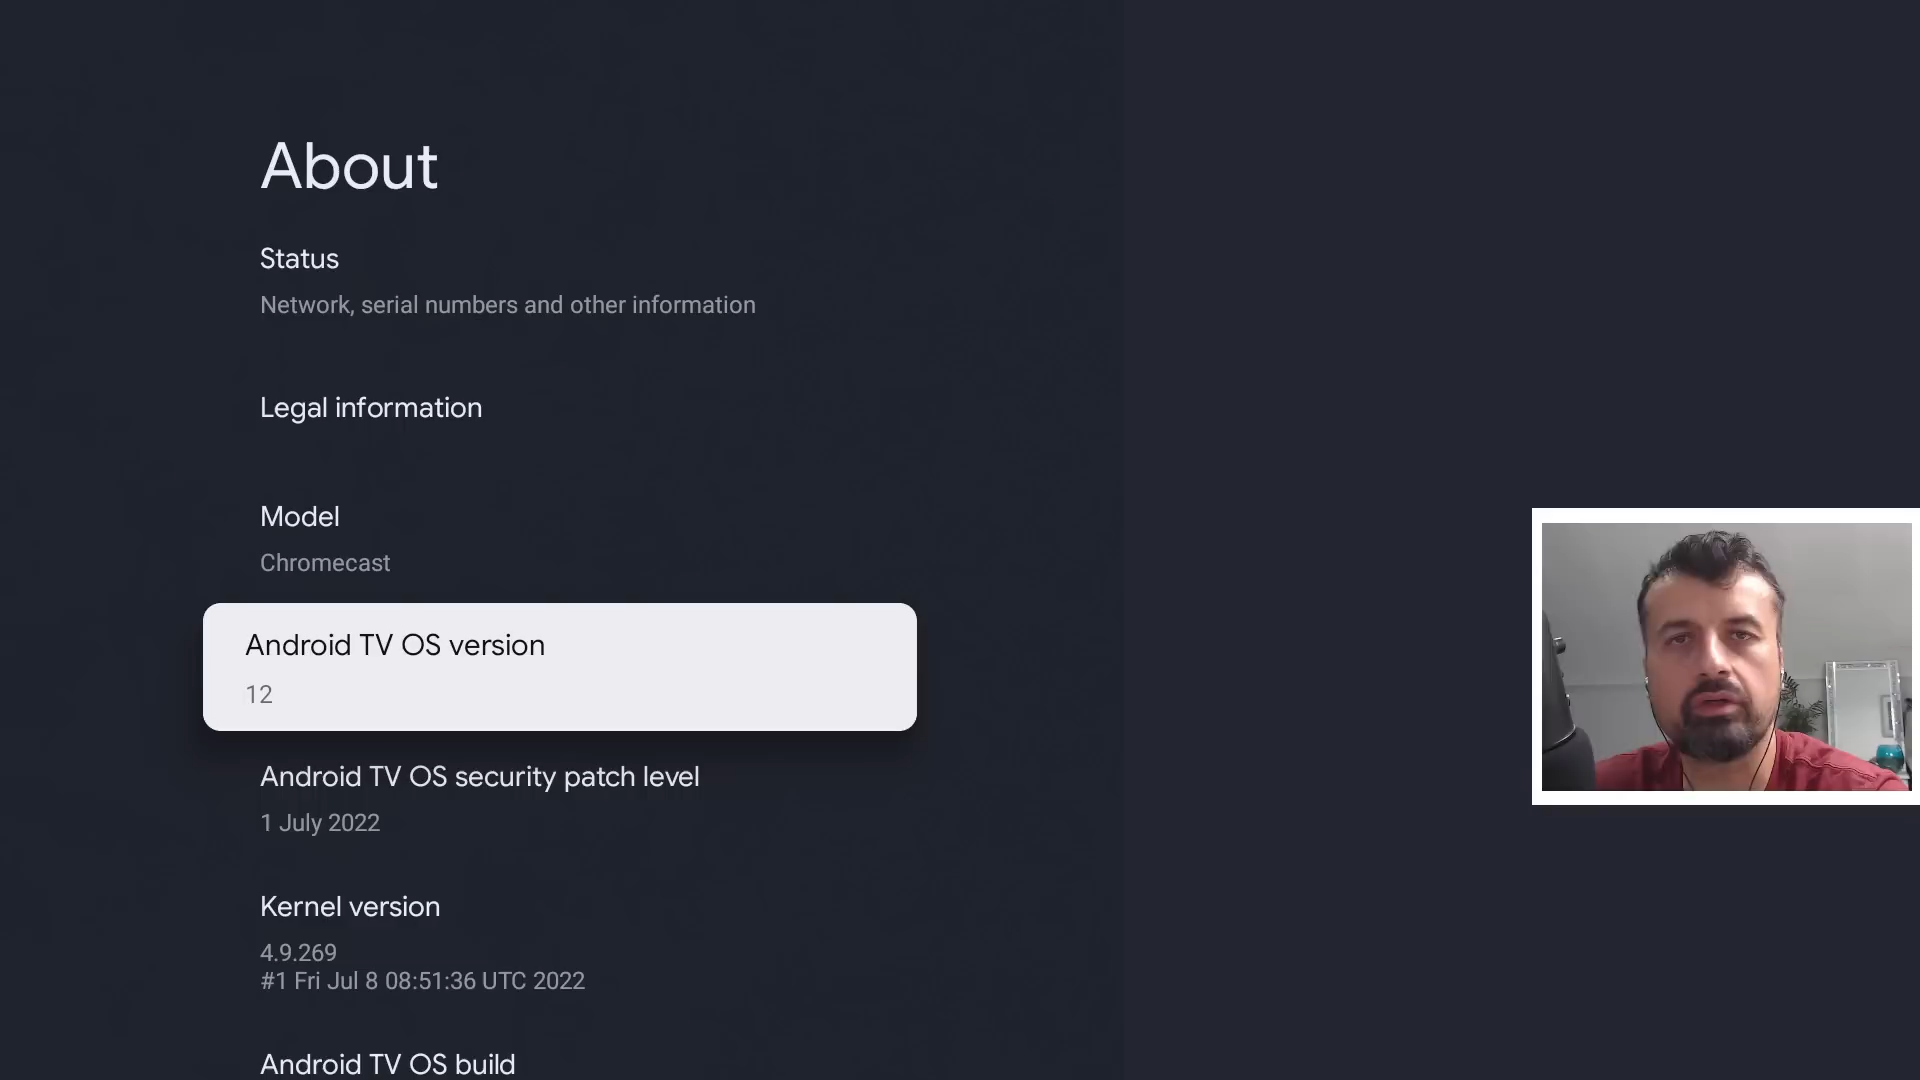 About
Status
Network, serial numbers and other information
Legal information
Model
Chromecast
Android TV OS version
12
Android TV OS security patch level
1 July 2022
Kernel version
4.9.269
#1 Fri Jul 8 08:51:36 UTC 2022
Android TV OS build